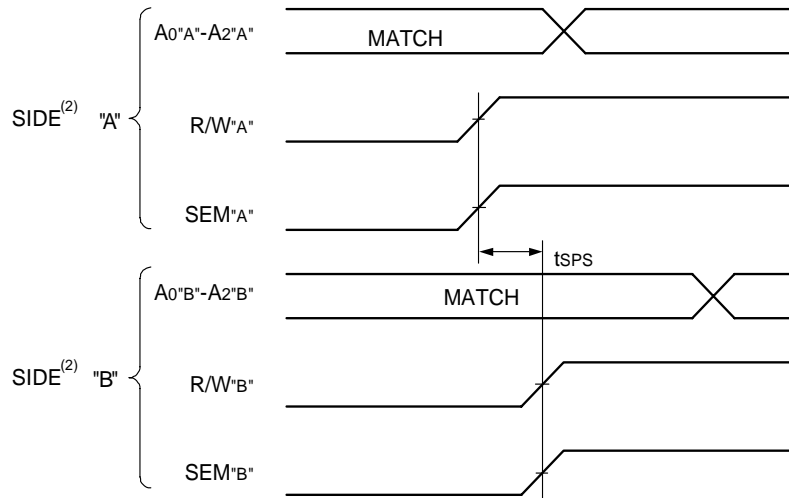 A0"A"-A2"A"
MATCH
SIDE(2) "A"
R/W"A"
SEM"A"
tSPS
A0"B"-A2"B"
MATCH
SIDE(2) "B"
R/W"B"
SEM"B"